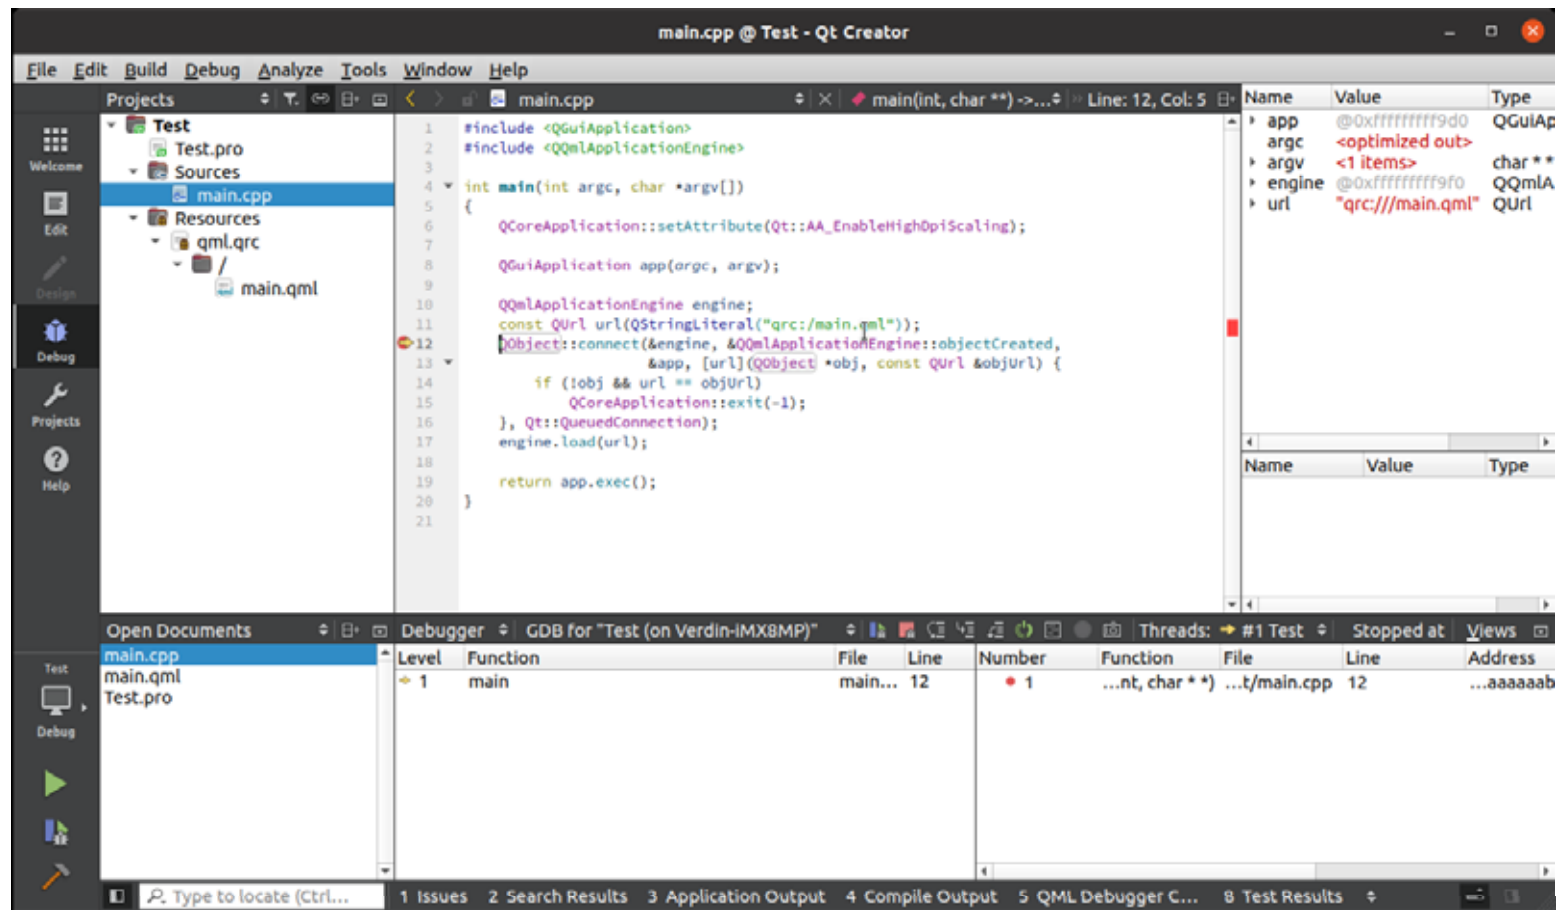 main.cpp @ Test - Qt Creator
File Edit Build Debug Analyze Tools Window Help
Projects
main.cpp
main(int, char **) ->...
Line: 12, Col: 5
Name Value Type
Welcome
Edit
Design
Debug
Projects
Help
Test
Test.pro
Sources
main.cpp
Resources
qml.qrc
/
main.qml
1 #include <QGuiApplication>
2 #include <QQmlApplicationEngine>
3
4 int main(int argc, char *argv[])
5 {
6 QCoreApplication::setAttribute(Qt::AA_EnableHighDpiScaling);
7
8 QGuiApplication app(argc, argv);
9
10 QQmlApplicationEngine engine;
11 const QUrl url(QStringLiteral("qrc:/main.qml"));
12 QObject::connect(&engine, &QQmlApplicationEngine::objectCreated,
13 &app, [url](QObject *obj, const QUrl &objUrl) {
14 if (!obj && url == objUrl)
15 QCoreApplication::exit(-1);
16 }, Qt::QueuedConnection);
17 engine.load(url);
18
19 return app.exec();
20 }
21
app @0xfffffffff9d0 QGuiAp
argc <optimized out>
argv <1 items> char **
engine @0xfffffffff9f0 QQmlA
url "qrc:///main.qml" QUrl
Name Value Type
Open Documents
main.cpp
main.qml
Test.pro
Debugger GDB for "Test (on Verdin-iMX8MP)" Threads: #1 Test Stopped at Views
Level Function File Line
1 main main... 12
Number Function File Line Address
1 ...nt, char * *) ...t/main.cpp 12 ...aaaaaab
Test
Debug
Type to locate (Ctrl...
1 Issues 2 Search Results 3 Application Output 4 Compile Output 5 QML Debugger C... 8 Test Results